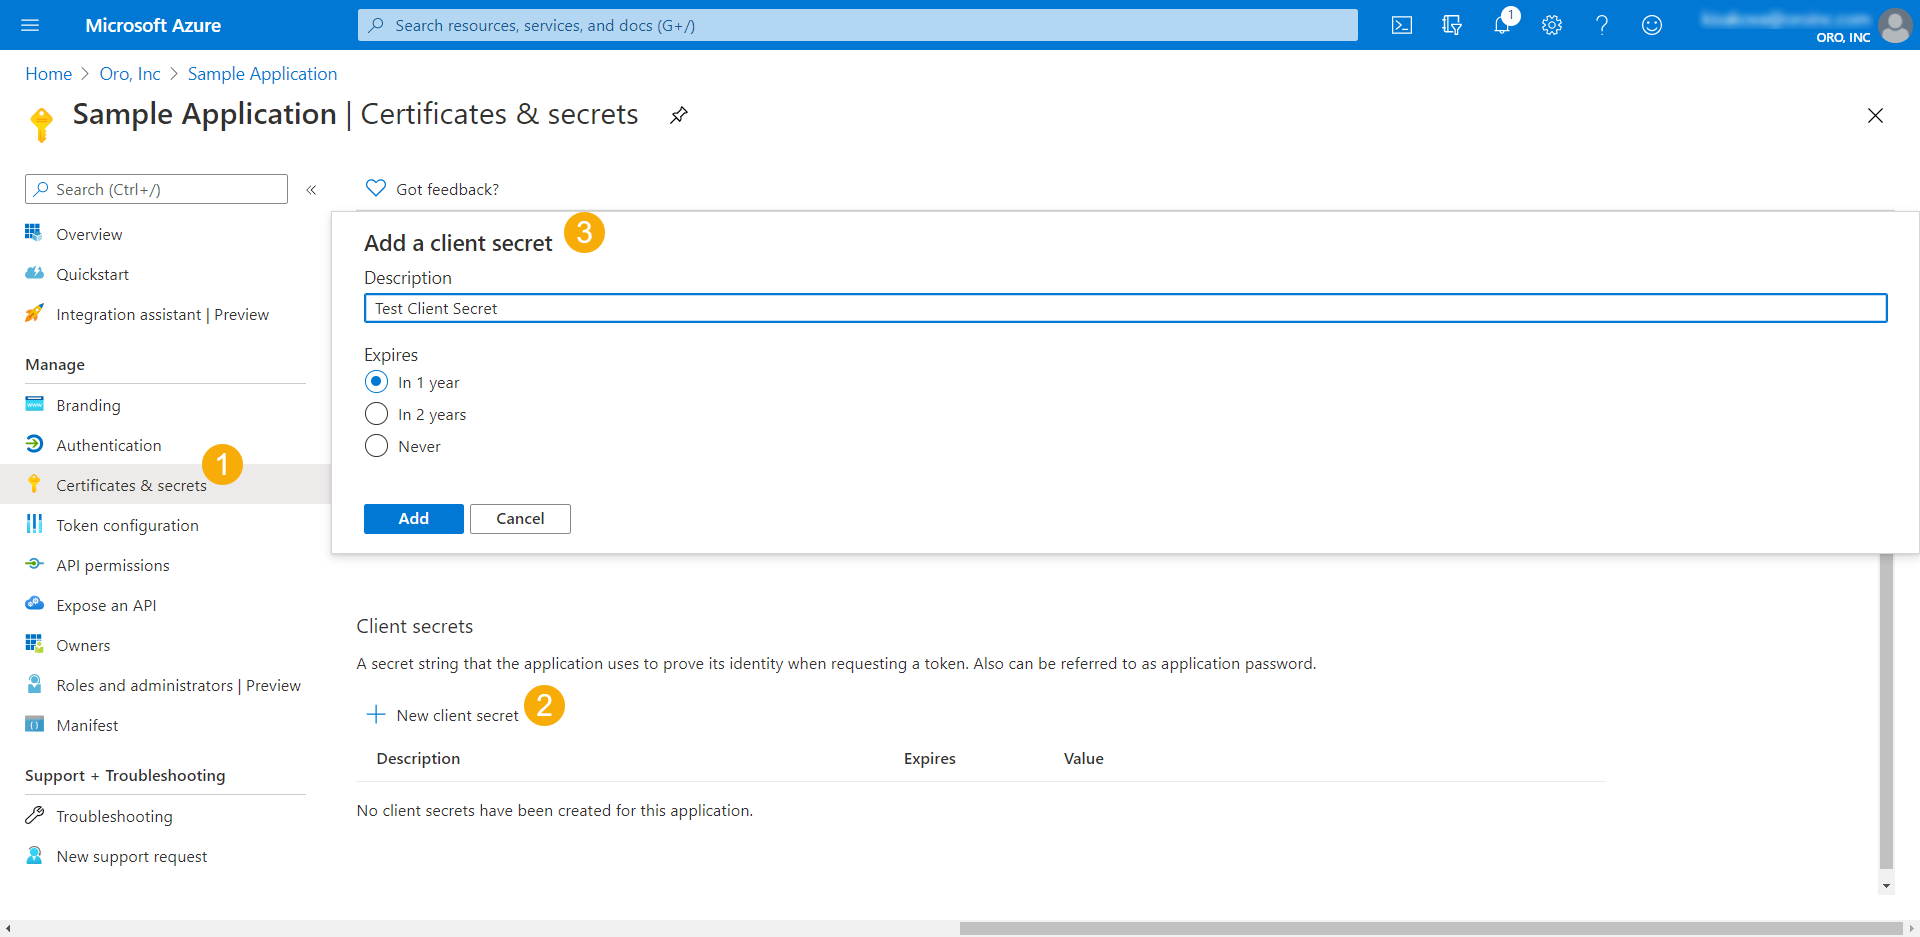 Microsoft Azure
Search resources, services, and docs (G+/)
1
ORO, INC
Home > Oro, Inc > Sample Application
Sample Application | Certificates & secrets
Search (Ctrl+/)
«
Got feedback?
Overview
Quickstart
Integration assistant | Preview
Manage
Branding
Authentication
Certificates & secrets
1
Token configuration
API permissions
Expose an API
Owners
Roles and administrators | Preview
Manifest
Support + Troubleshooting
Troubleshooting
New support request
Add a client secret
3
Description
Test Client Secret
Expires
In 1 year
In 2 years
Never
Add
Cancel
Client secrets
A secret string that the application uses to prove its identity when requesting a token. Also can be referred to as application password.
New client secret
2
Description Expires Value
No client secrets have been created for this application.